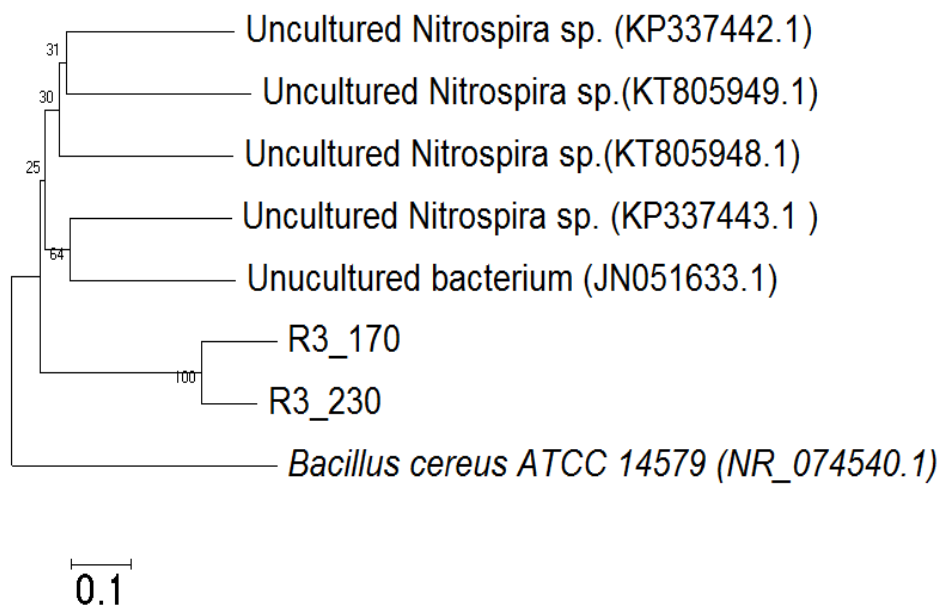 Uncultured Nitrospira sp. (KP337442.1)
31
Uncultured Nitrospira sp.(KT805949.1)
30
Uncultured Nitrospira sp.(KT805948.1)
25
Uncultured Nitrospira sp. (KP337443.1 )
64
Unucultured bacterium (JN051633.1)
R3_170
100
R3_230
Bacillus cereus ATCC 14579 (NR_074540.1)
0.1